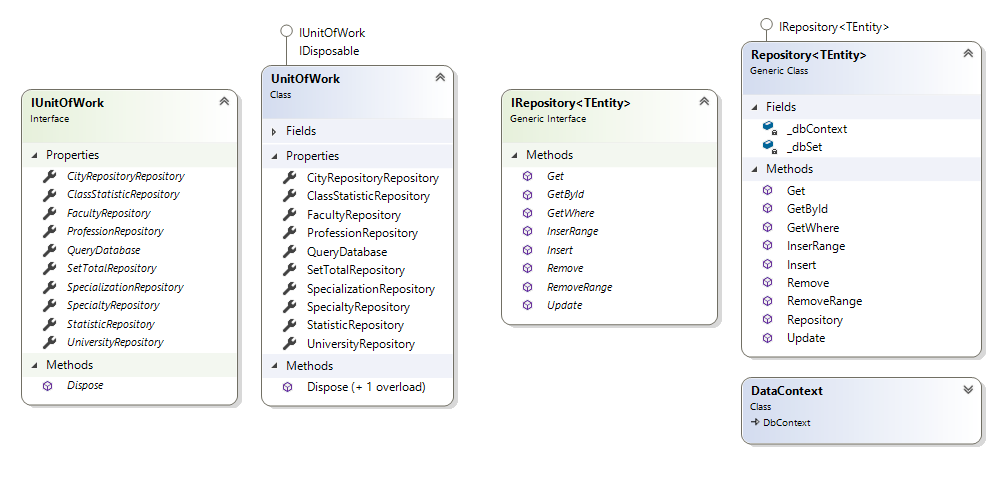 IUnitOfWork
Interface
Properties
CityRepositoryRepository
ClassStatisticRepository
FacultyRepository
ProfessionRepository
QueryDatabase
SetTotalRepository
SpecializationRepository
SpecialtyRepository
StatisticRepository
UniversityRepository
Methods
Dispose
IUnitOfWork
IDisposable
UnitOfWork
Class
Fields
Properties
CityRepositoryRepository
ClassStatisticRepository
FacultyRepository
ProfessionRepository
QueryDatabase
SetTotalRepository
SpecializationRepository
SpecialtyRepository
StatisticRepository
UniversityRepository
Methods
Dispose (+ 1 overload)
IRepository<TEntity>
Generic Interface
Methods
Get
GetById
GetWhere
InserRange
Insert
Remove
RemoveRange
Update
IRepository<TEntity>
Repository<TEntity>
Generic Class
Fields
_dbContext
_dbSet
Methods
Get
GetById
GetWhere
InserRange
Insert
Remove
RemoveRange
Repository
Update
DataContext
Class
DbContext